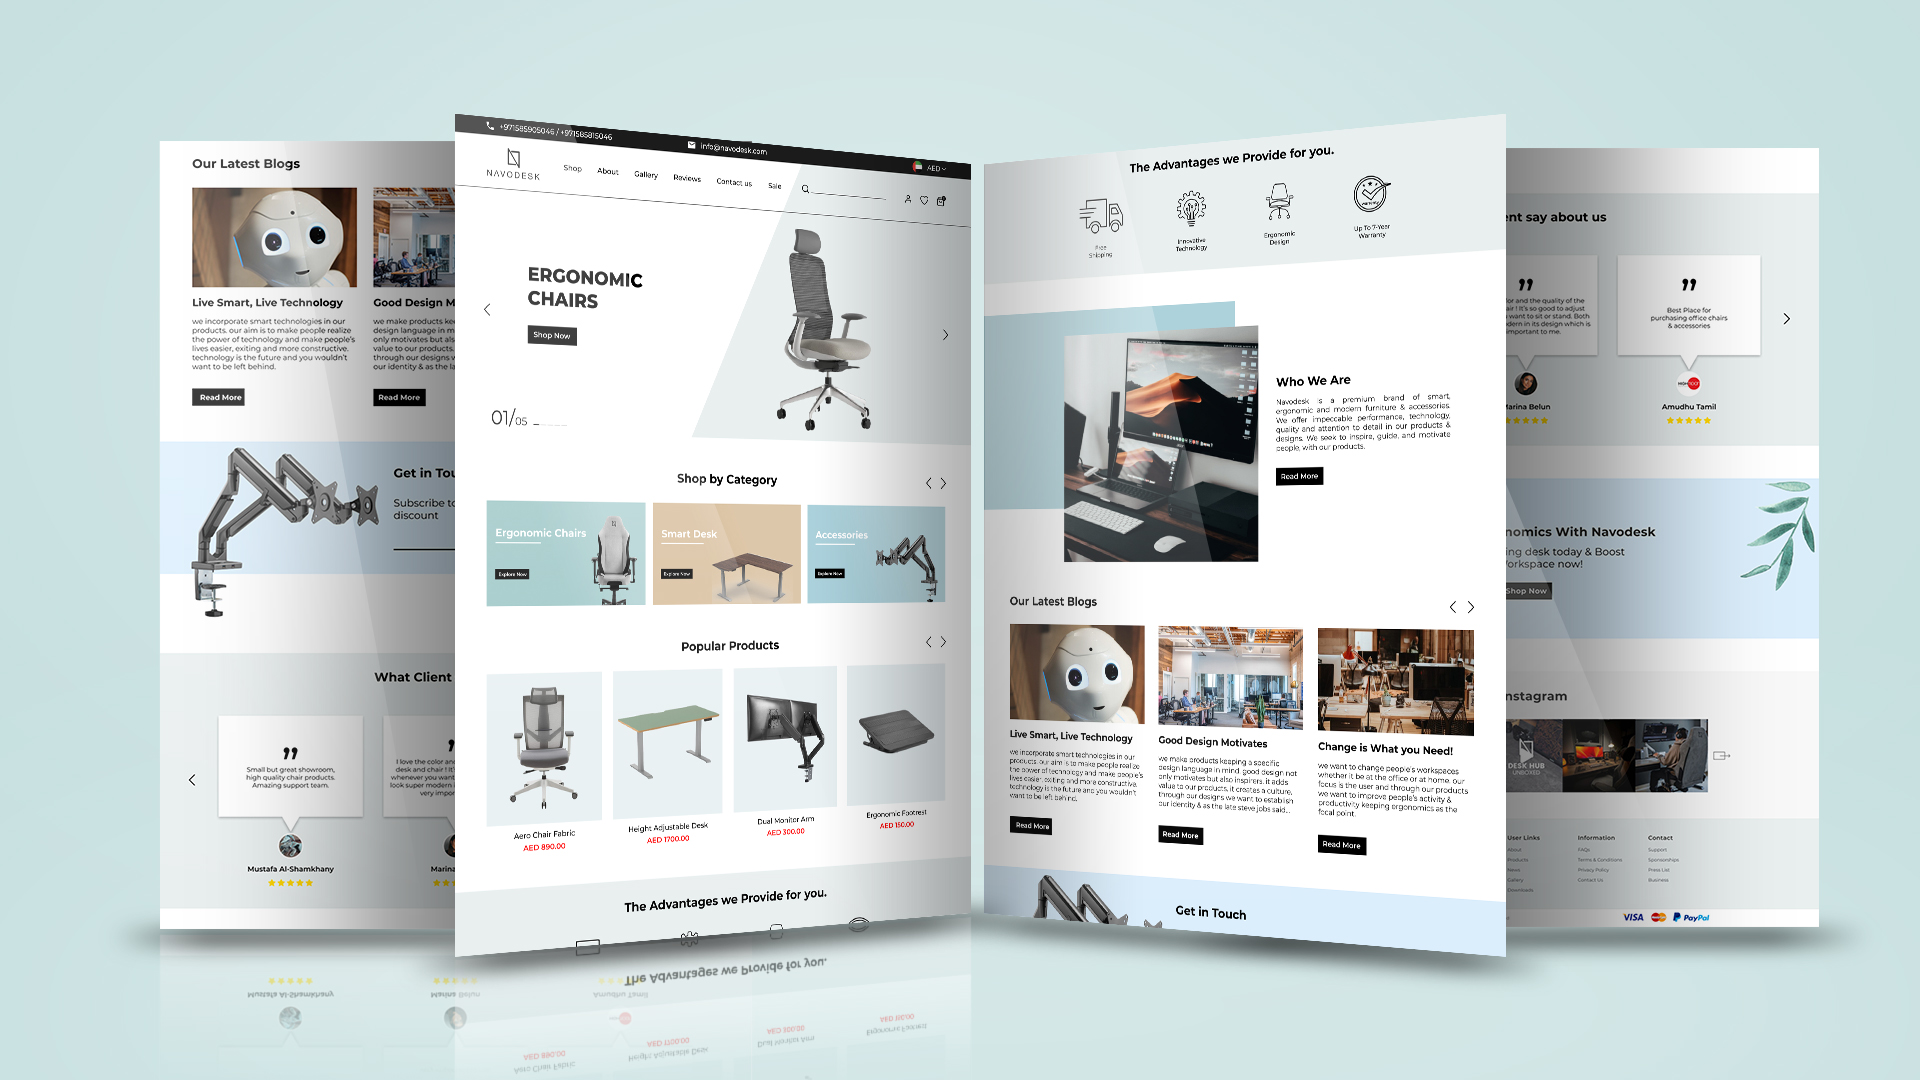 Our Latest Blogs
Live Smart, Live Technology
we incorporate smart technologies in our
products. our aim is to make people realize
the power of technology and make people's
lives easier, exiting and more constructive.
technology is the future and you wouldn't
want to be left behind.
Read More
Good Design M
we make products kee
design language in m
only motivates but als
value to our products.
through our designs w
our identity & as the la
Read More
Get in Tou
Subscribe to
discount
What Client
Small but great showroom,
high quality chair products.
Amazing support team.
Mustafa Al-Shamkhany
I love the color and
desk and chair ! It'
whenever you want
look super modern i
very impor
Marina
+971585905046 / +971585815046
info@navodesk.com
AED
NAVODESK
Shop
About
Gallery
Reviews
Contact us
Sale
ERGONOMIC
CHAIRS
Shop Now
01/05
Shop by Category
Ergonomic Chairs
Explore Now
Smart Desk
Explore Now
Accessories
Explore Now
Popular Products
Aero Chair Fabric
AED 890.00
Height Adjustable Desk
AED 1700.00
Dual Monitor Arm
AED 300.00
Ergonomic Footrest
AED 150.00
The Advantages we Provide for you.
The Advantages we Provide for you.
Free
Shipping
Innovative
Technology
Ergonomic
Design
Up To 7-Year
Warranty
Who We Are
Navodesk is a premium brand of smart,
ergonomic and modern furniture & accessories.
We offer impeccable performance, technology,
quality and attention to detail in our products &
designs. We seek to inspire, guide, and motivate
people, with our products.
Read More
Our Latest Blogs
Live Smart, Live Technology
we incorporate smart technologies in our
products. our aim is to make people realize
the power of technology and make people's
lives easier, exiting and more constructive.
technology is the future and you wouldn't
want to be left behind.
Read More
Good Design Motivates
we make products keeping a specific
design language in mind. good design not
only motivates but also inspires. it adds
value to our products, it creates a culture,
through our designs we want to establish
our identity & as the late steve jobs said...
Read More
Change is What you Need!
we want to change people's workspaces
whether it be at the office or at home. our
focus is the user and through our products
we want to improve people's activity &
productivity keeping ergonomics as the
focal point.
Read More
Get in Touch
ent say about us
lor and the quality of the
air ! It's so good to adjust
want to sit or stand. Both
odern in its design which is
important to me.
Marina Belun
Best Place for
purchasing office chairs
& accessories
Amudhu Tamil
nomics With Navodesk
ing desk today & Boost
orkspace now!
Shop Now
nstagram
DESK HUB
UNBOXED
User Links
About
Products
News
Gallery
Downloads
Information
FAQs
Terms & Conditions
Privacy Policy
Contact Us
Contact
Support
Sponsorships
Press List
Business
VISA
PayPal